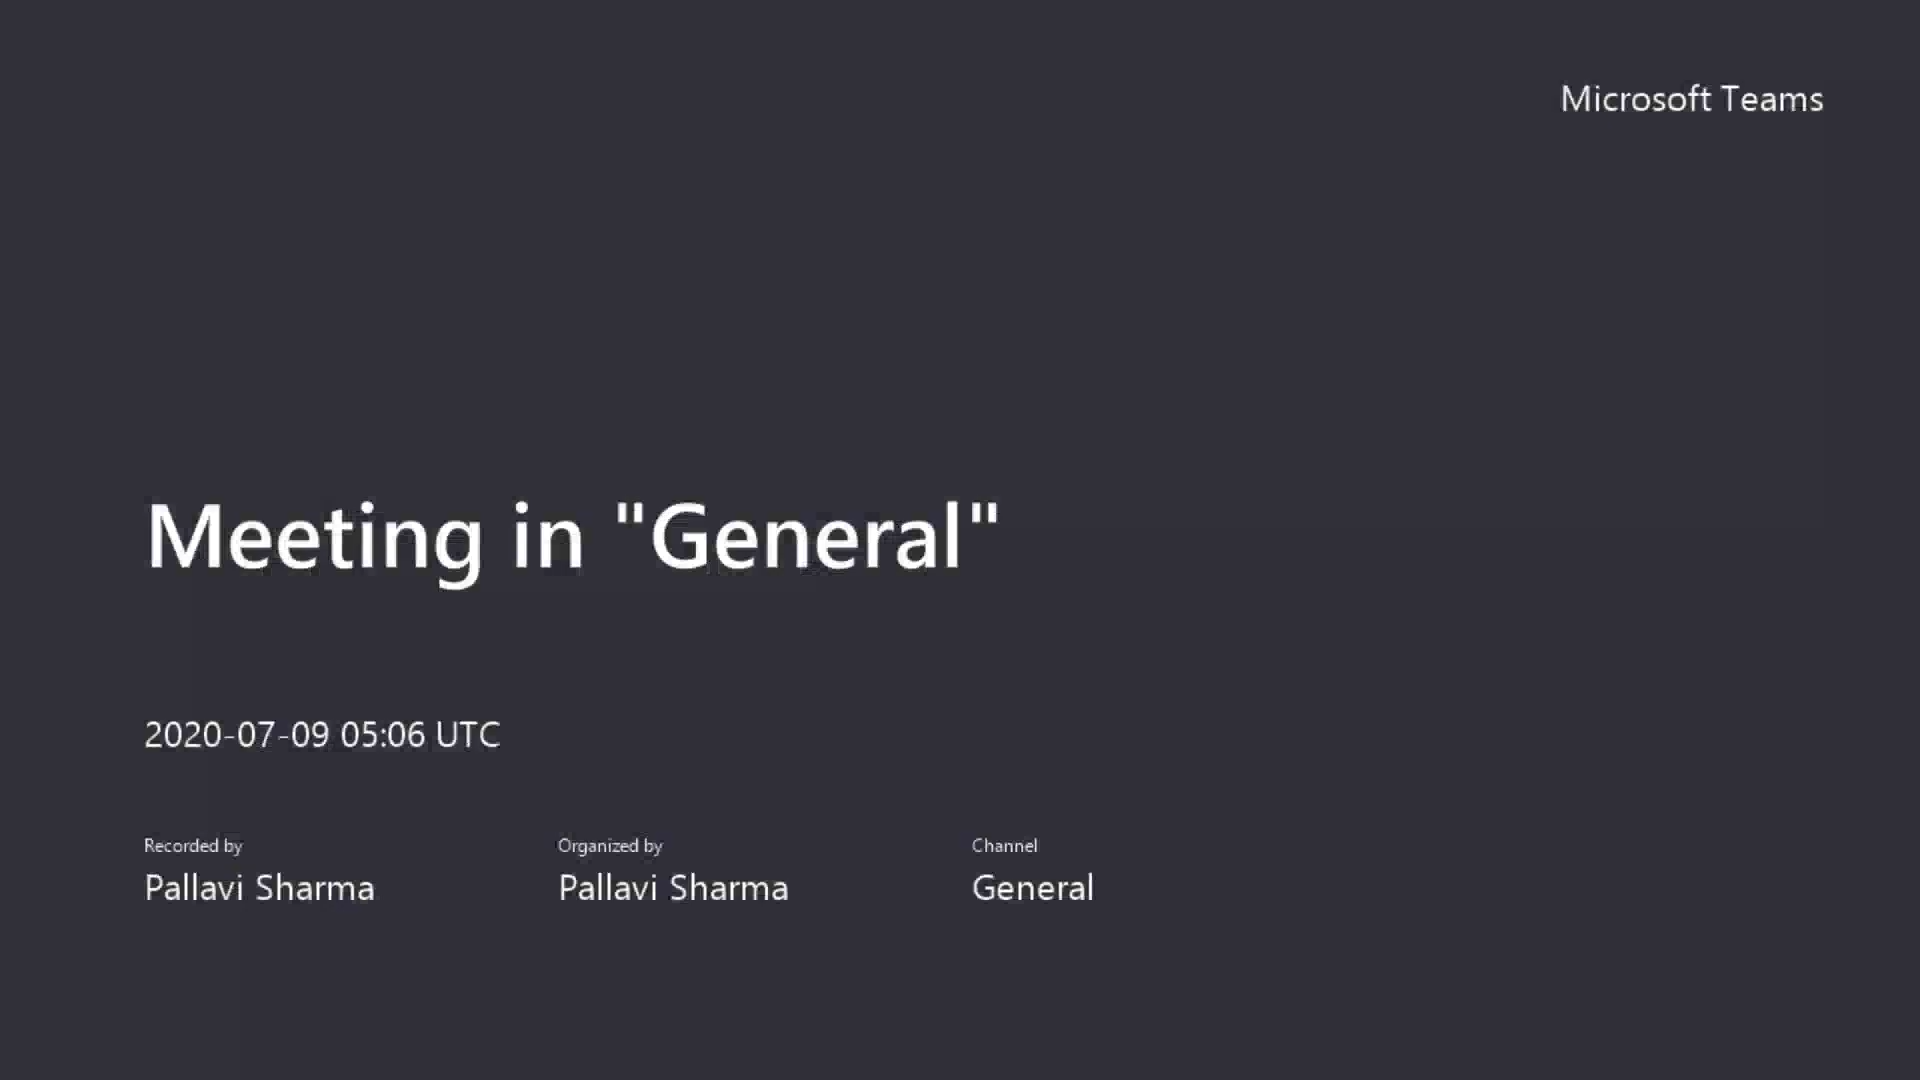 Microsoft Teams
Meeting in "General"
2020-07-09 05:06 UTC
Recorded by
Pallavi Sharma
Organized by
Pallavi Sharma
Channel
General